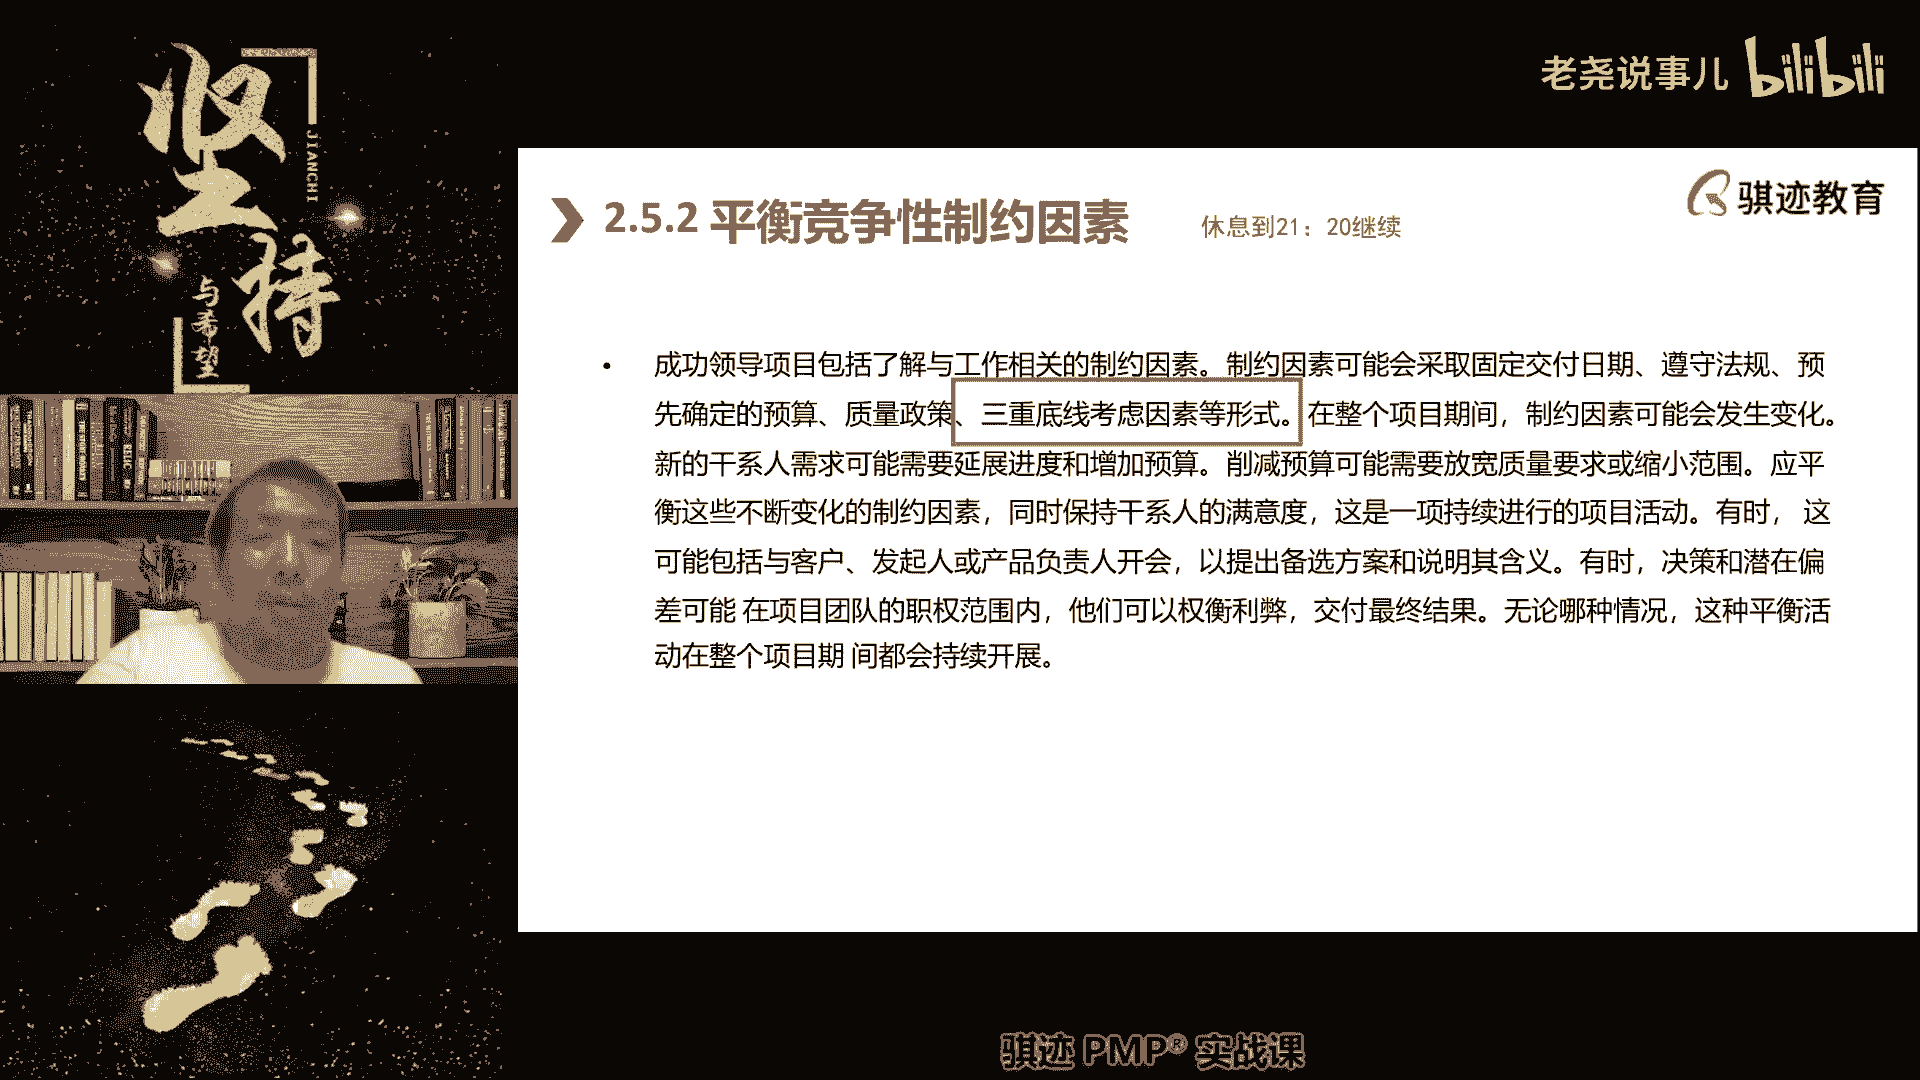 坚持
JIANCHI
与希望
老尧说事儿 bilibili
骐迹教育
2.5.2 平衡竞争性制约因素
休息到21：20继续
• 成功领导项目包括了解与工作相关的制约因素。制约因素可能会采取固定交付日期、遵守法规、预
先确定的预算、质量政策、三重底线考虑因素等形式。在整个项目期间，制约因素可能会发生变化。
新的干系人需求可能需要延展进度和增加预算。削减预算可能需要放宽质量要求或缩小范围。应平
衡这些不断变化的制约因素，同时保持干系人的满意度，这是一项持续进行的项目活动。有时， 这
可能包括与客户、发起人或产品负责人开会，以提出备选方案和说明其含义。有时，决策和潜在偏
差可能 在项目团队的职权范围内，他们可以权衡利弊，交付最终结果。无论哪种情况，这种平衡活
动在整个项目期 间都会持续开展。
骐迹 PMP® 实战课